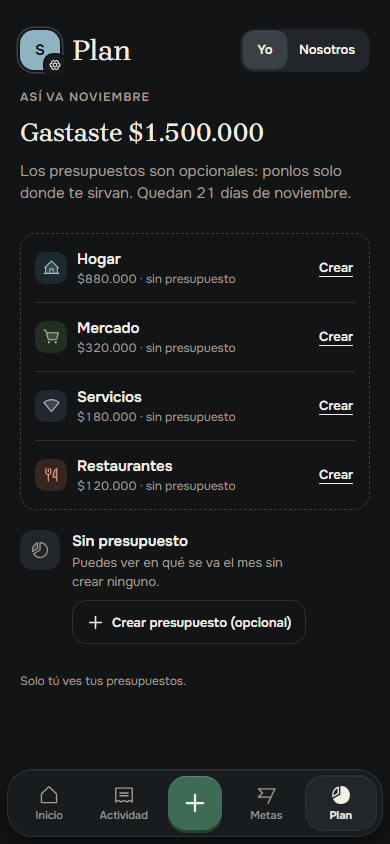 S
Plan
Yo
Nosotros
ASÍ VA NOVIEMBRE
Gastaste $1.500.000
Los presupuestos son opcionales: ponlos solo
donde te sirvan. Quedan 21 días de noviembre.
Hogar
$880.000 · sin presupuesto
Crear
Mercado
$320.000 · sin presupuesto
Crear
Servicios
$180.000 · sin presupuesto
Crear
Restaurantes
$120.000 · sin presupuesto
Crear
Sin presupuesto
Puedes ver en qué se va el mes sin
crear ninguno.
Crear presupuesto (opcional)
Solo tú ves tus presupuestos.
Inicio
Actividad
Metas
Plan